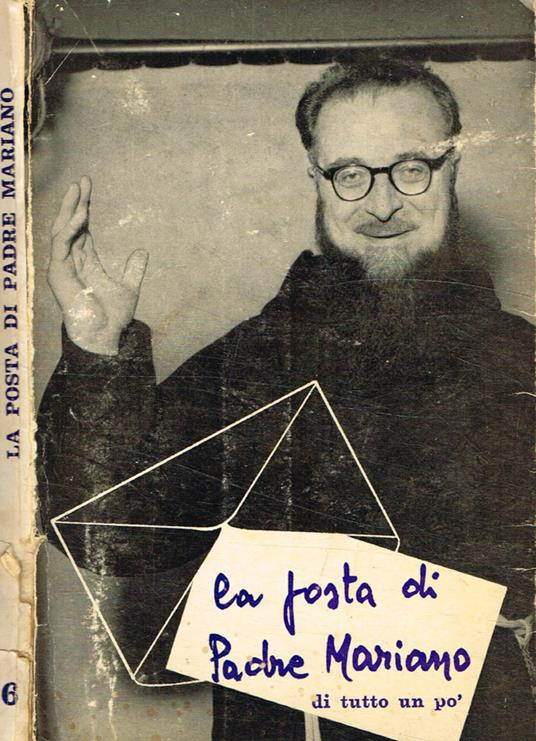 LA POSTA DI PADRE MARIANO
6
la posta di
Padre Mariano
di tutto un po'